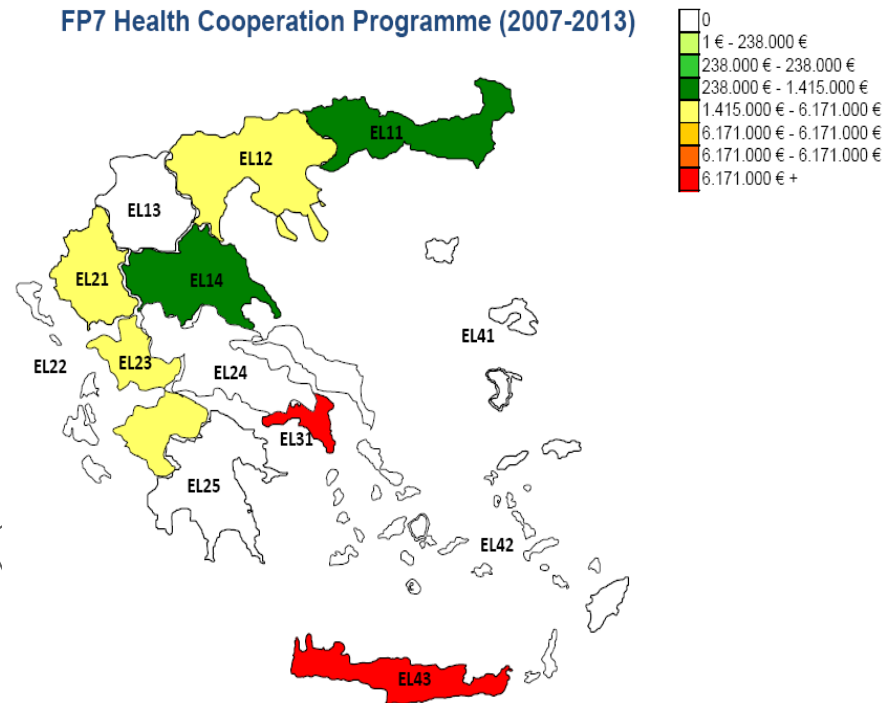 FP7 Health Cooperation Programme (2007-2013)
0
1 € - 238.000 €
238.000 € - 238.000 €
238.000 € - 1.415.000 €
1.415.000 € - 6.171.000 €
6.171.000 € - 6.171.000 €
6.171.000 € - 6.171.000 €
6.171.000 € +
EL11
EL12
EL13
EL21
EL14
EL41
EL22
EL23
EL24
EL31
EL25
EL42
EL43